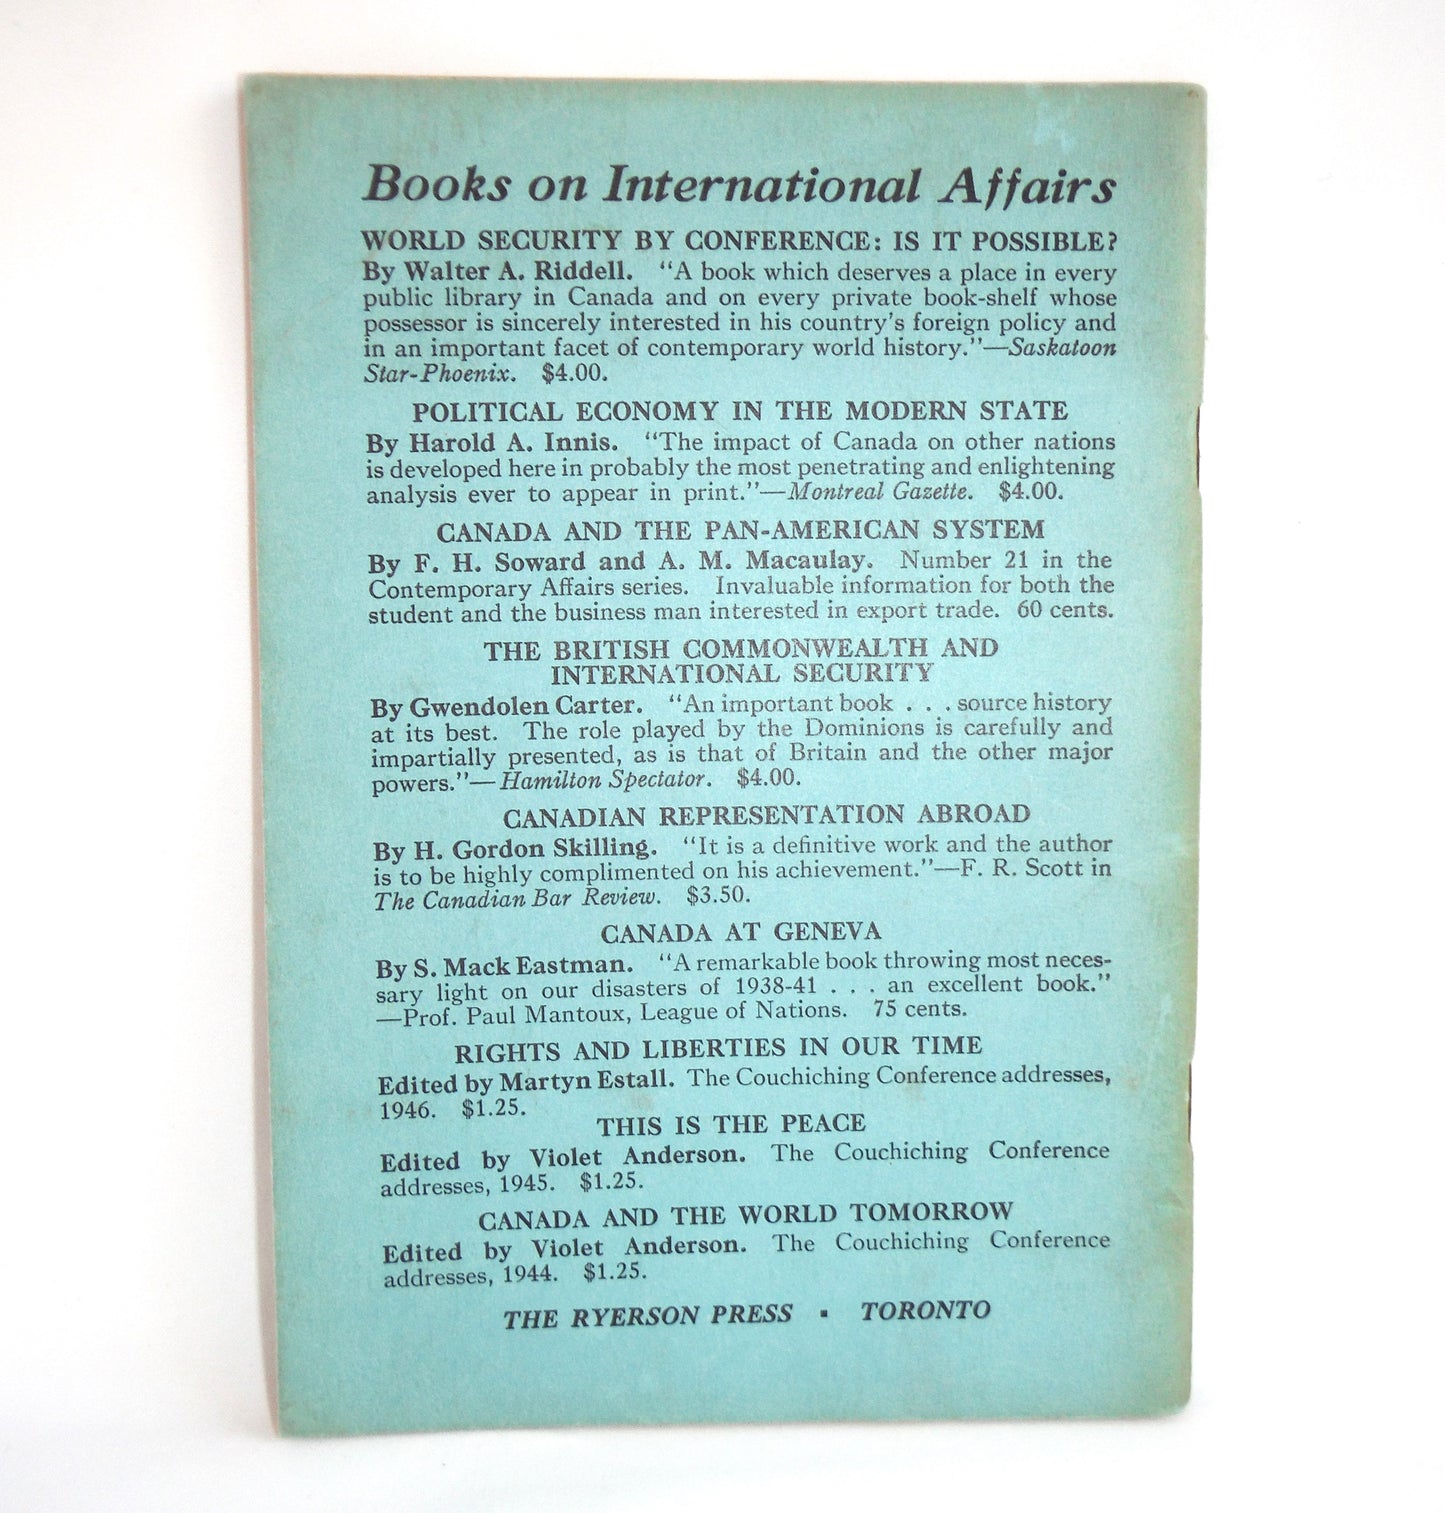 Books on International Affairs
WORLD SECURITY BY CONFERENCE: IS IT POSSIBLE?
By Walter A. Riddell. "A book which deserves a place in every
public library in Canada and on every private book-shelf whose
possessor is sincerely interested in his country's foreign policy and
in an important facet of contemporary world history."—Saskatoon
Star-Phoenix. $4.00.
POLITICAL ECONOMY IN THE MODERN STATE
By Harold A. Innis. "The impact of Canada on other nations
is developed here in probably the most penetrating and enlightening
analysis ever to appear in print."—Montreal Gazette. $4.00.
CANADA AND THE PAN-AMERICAN SYSTEM
By F. H. Soward and A. M. Macaulay. Number 21 in the
Contemporary Affairs series. Invaluable information for both the
student and the business man interested in export trade. 60 cents.
THE BRITISH COMMONWEALTH AND
INTERNATIONAL SECURITY
By Gwendolen Carter. "An important book . . . source history
at its best. The role played by the Dominions is carefully and
impartially presented, as is that of Britain and the other major
powers."—Hamilton Spectator. $4.00.
CANADIAN REPRESENTATION ABROAD
By H. Gordon Skilling. "It is a definitive work and the author
is to be highly complimented on his achievement."—F. R. Scott in
The Canadian Bar Review. $3.50.
CANADA AT GENEVA
By S. Mack Eastman. "A remarkable book throwing most neces-
sary light on our disasters of 1938-41 . . . an excellent book."
—Prof. Paul Mantoux, League of Nations. 75 cents.
RIGHTS AND LIBERTIES IN OUR TIME
Edited by Martyn Estall. The Couchiching Conference addresses,
1946. $1.25.
THIS IS THE PEACE
Edited by Violet Anderson. The Couchiching Conference
addresses, 1945. $1.25.
CANADA AND THE WORLD TOMORROW
Edited by Violet Anderson. The Couchiching Conference
addresses, 1944. $1.25.
THE RYERSON PRESS ▪ TORONTO